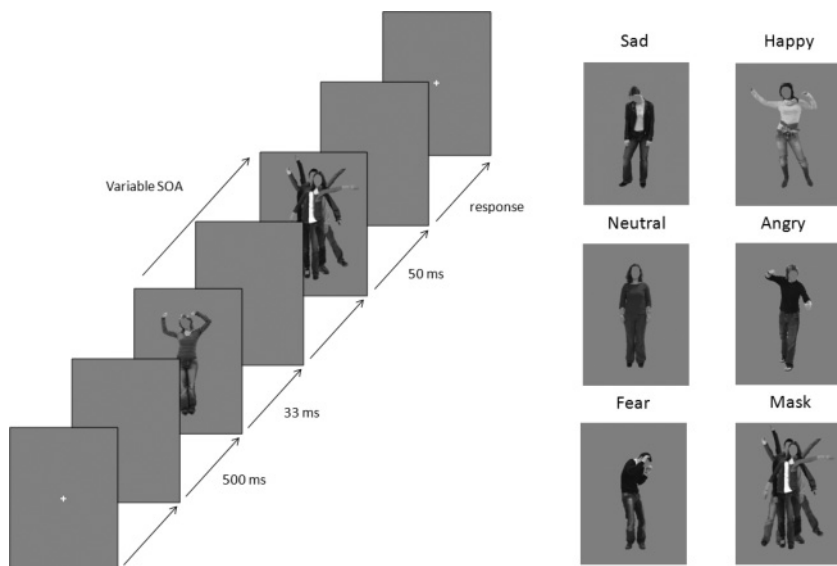 Sad
Happy
Variable SOA
response
Neutral
Angry
50 ms
33 ms
Fear
Mask
500 ms